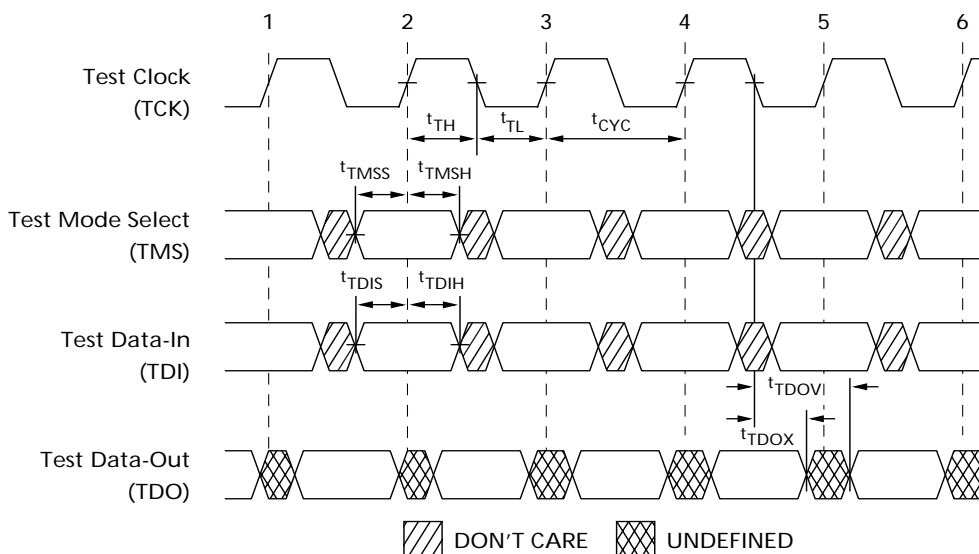 1 2 3 4 5 6
Test Clock
(TCK)
tTH tTL tCYC
tTMSS tTMSH
Test Mode Select
(TMS)
tTDIS tTDIH
Test Data-In
(TDI)
tTDOV
tTDOX
Test Data-Out
(TDO)
DON'T CARE UNDEFINED